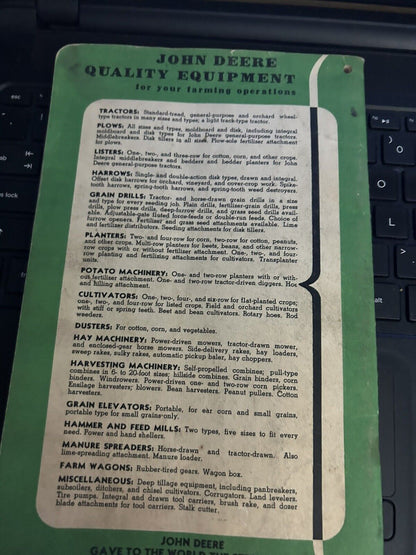 JOHN DEERE
QUALITY EQUIPMENT
for your farming operations
TRACTORS: Standard-tread, general-purpose and orchard wheel-
type tractors in many sizes and types; a light track-type tractor.
PLOWS: All sizes and types, moldboard and disk, including integral
moldboard and disk types for John Deere general-purpose tractors.
Middlebreakers. Disk tillers in all sizes. Plow-sole fertilizer attachment
for plows.
LISTERS: One-, two-, and three-row for cotton, corn, and other crops.
Integral middlebreakers and bedders and bedder planters for John
Deere general-purpose tractors.
HARROWS: Single- and double-action disk types, drawn and integral.
Offset disk harrows for orchard, vineyard, and cover-crop work. Spike-
tooth harrows, spring-tooth harrows, and spring-tooth weed destroyers.
GRAIN DRILLS: Tractor- and horse-drawn grain drills in a size
and type for every seeding job. Plain drills, fertilizer-grain drills, press
drills, plow press drills, deep-furrow drills, and grass seed drills avail-
able. Adjustable-gate fluted force-feeds or double-run feeds. Choice of
furrow openers. Fertilizer and grass seed attachments available. Lime
and fertilizer distributors. Seeding attachments for disk tillers.
PLANTERS: Two- and four-row for corn, two-row for cotton, peanuts,
and other crops. Multi-row planters for beets, beans, and other narrow-
row crops with or without fertilizer attachment. One-, two-, and four-
row planting and fertilizing attachments for cultivators. Transplanter
units.
POTATO MACHINERY: One- and two-row planters with or with-
out fertilizer attachment. One- and two-row tractor-driven diggers. Hoe
and hilling attachment.
CULTIVATORS: One-, two, four-, and six-row for flat-planted crops;
one-, two-, and four-row for listed crops. Field and orchard cultivators
with stiff or spring teeth. Beet and bean cultivators. Rotary hoes. Rod
weeders.
DUSTERS: For cotton, corn, and vegetables.
HAY MACHINERY: Power-driven mowers, tractor-drawn mower,
and enclosed-gear horse mowers. Side-delivery rakes, hay loaders,
sweep rakes, sulky rakes, automatic pickup baler, hay choppers.
HARVESTING MACHINERY: Self-propelled combines; pull-type
combines in 6- to 20-foot sizes; hillside combines. Grain binders, corn
binders. Windrowers. Power-driven one- and two-row corn pickers.
Ensilage harvesters; blowers. Bean harvesters. Peanut pullers. Cotton
harvesters.
GRAIN ELEVATORS: Portable, for ear corn and small grains,
portable type for small grains only.
HAMMER AND FEED MILLS: Two types, five sizes to fit every
need. Power and hand shellers.
MANURE SPREADERS: Horse-drawn and tractor-drawn. Also
lime-spreading attachment. Manure loader.
FARM WAGONS: Rubber-tired gears. Wagon box.
MISCELLANEOUS: Deep tillage equipment, including panbreakers,
subsoilers, ditchers, and chisel cultivators. Corrugators. Land levelers.
Tire pumps. Integral and drawn tool carriers, brush rake, and dozer
blade attachments for tool carriers. Stalk cutter.
JOHN DEERE
GAVE TO THE WORLD THE